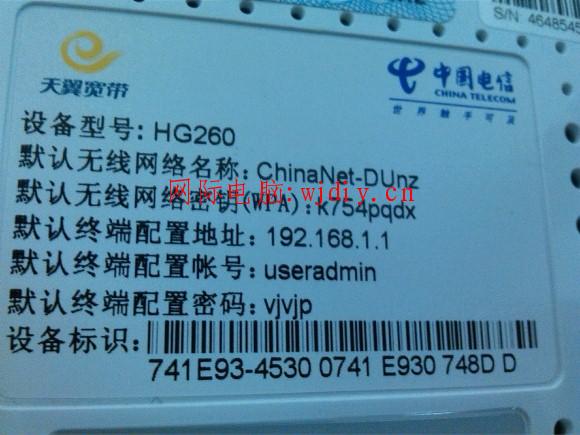 S/N 4648545
天翼宽带
中国电信
CHINA TELECOM
世界触手可及
设备型号: HG260
默认无线网络名称: ChinaNet-DUnz
网际电脑:wjdiy.cn
默认无线网络密钥(WPA): k754pqdx
默认终端配置地址: 192.168.1.1
默认终端配置帐号: useradmin
默认终端配置密码: vjvjp
设备标识:
741E93-4530 0741 E930 748D D